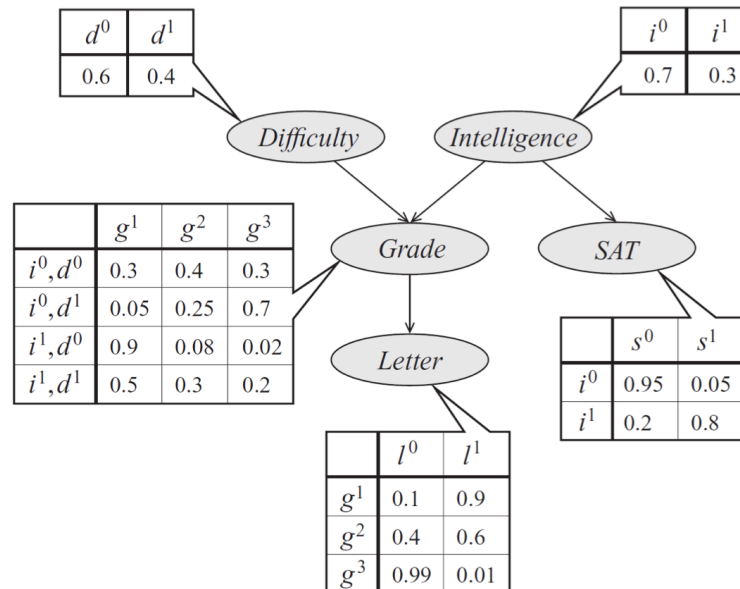 d⁰ d¹
0.6 0.4
i⁰ i¹
0.7 0.3
Difficulty
Intelligence
g¹ g² g³
i⁰,d⁰ 0.3 0.4 0.3
i⁰,d¹ 0.05 0.25 0.7
i¹,d⁰ 0.9 0.08 0.02
i¹,d¹ 0.5 0.3 0.2
Grade
SAT
s⁰ s¹
i⁰ 0.95 0.05
i¹ 0.2 0.8
Letter
l⁰ l¹
g¹ 0.1 0.9
g² 0.4 0.6
g³ 0.99 0.01